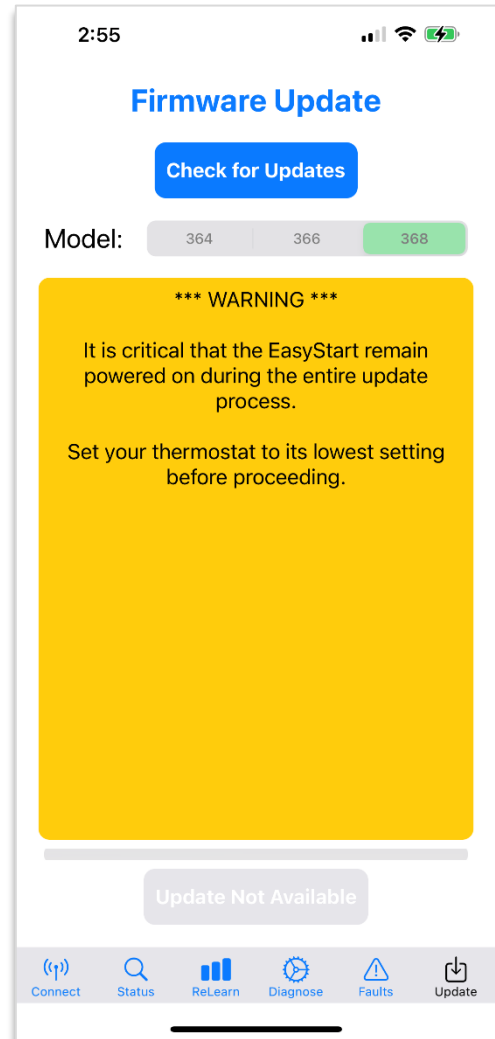 2:55
Firmware Update
Check for Updates
Model: 364 366 368
*** WARNING ***
It is critical that the EasyStart remain
powered on during the entire update
process.
Set your thermostat to its lowest setting
before proceeding.
Update Not Available
Connect Status ReLearn Diagnose Faults Update